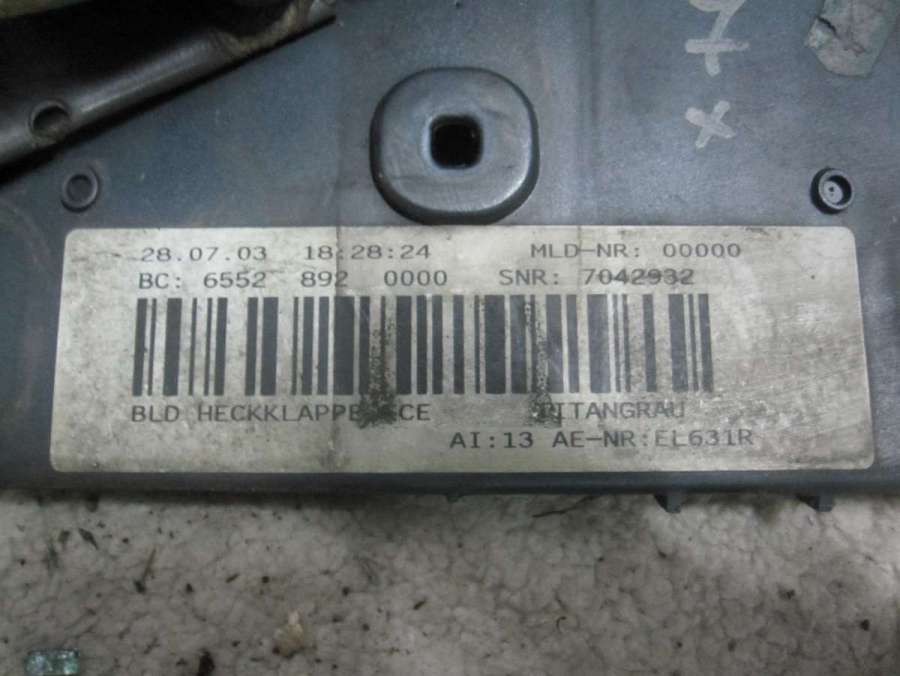 28.07.03 18:28:24 MLD-NR: 00000
BC: 6552 892 0000 SNR: 7042932
BLD
AI:13 AE-NR:EL631R